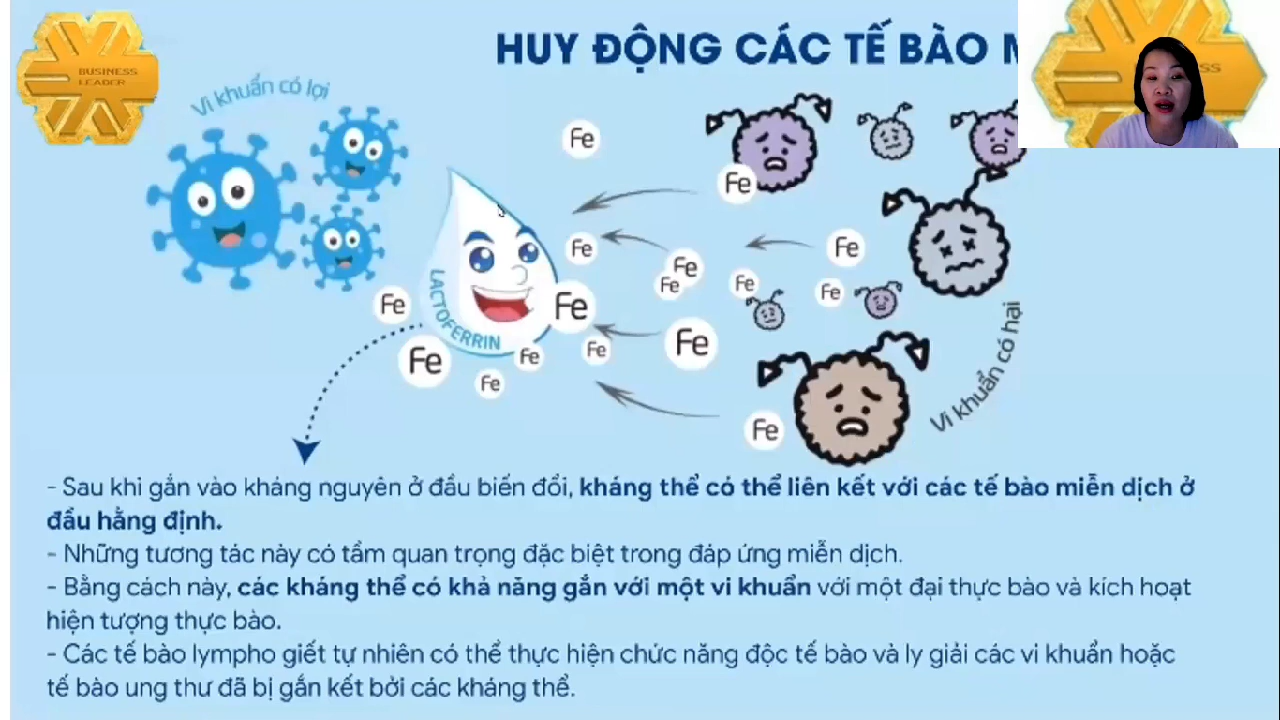 HUY ĐỘNG CÁC TẾ BÀO
BUSINESS
LEADER
Vi khuẩn có lợi
Fe
Fe
Fe
Fe
Fe
Fe
Fe
Fe
Fe
Fe
Fe
LACTOFERRIN
Fe
Fe
Fe
Fe
Fe
Fe
Vi khuẩn có hại
- Sau khi gắn vào kháng nguyên ở đầu biến đổi, kháng thể có thể liên kết với các tế bào miễn dịch ở
đầu hằng định.
- Những tương tác này có tầm quan trọng đặc biệt trong đáp ứng miễn dịch.
- Bằng cách này, các kháng thể có khả năng gắn với một vi khuẩn với một đại thực bào và kích hoạt
hiện tượng thực bào.
- Các tế bào lympho giết tự nhiên có thể thực hiện chức năng độc tế bào và ly giải các vi khuẩn hoặc
tế bào ung thư đã bị gắn kết bởi các kháng thể.